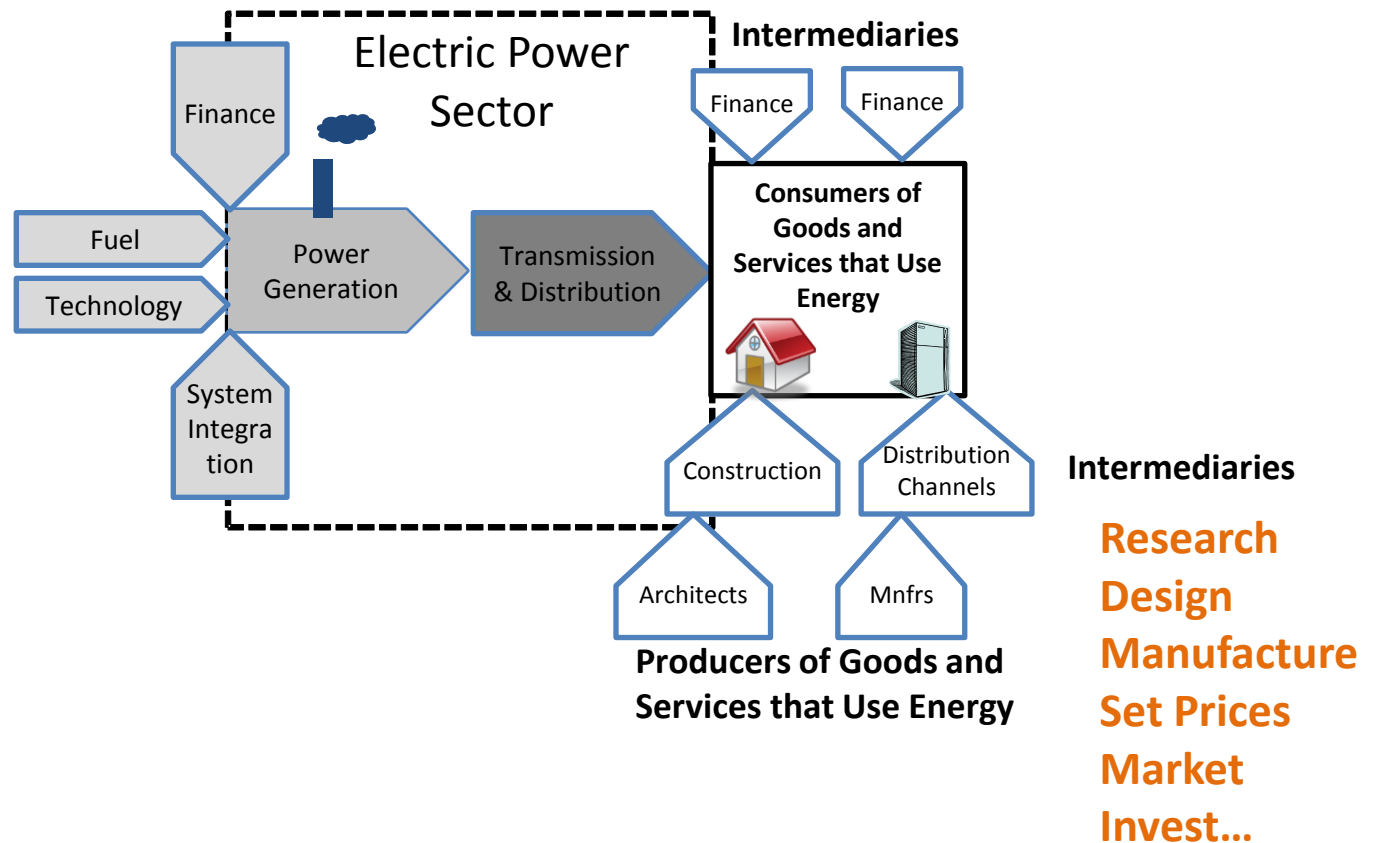 Electric Power
Sector
Intermediaries
Finance
Finance
Finance
Fuel
Technology
System
Integra
tion
Power
Generation
Transmission
& Distribution
Consumers of
Goods and
Services that Use
Energy
Construction
Distribution
Channels
Architects
Mnfrs
Producers of Goods and
Services that Use Energy
Intermediaries
Research
Design
Manufacture
Set Prices
Market
Invest…